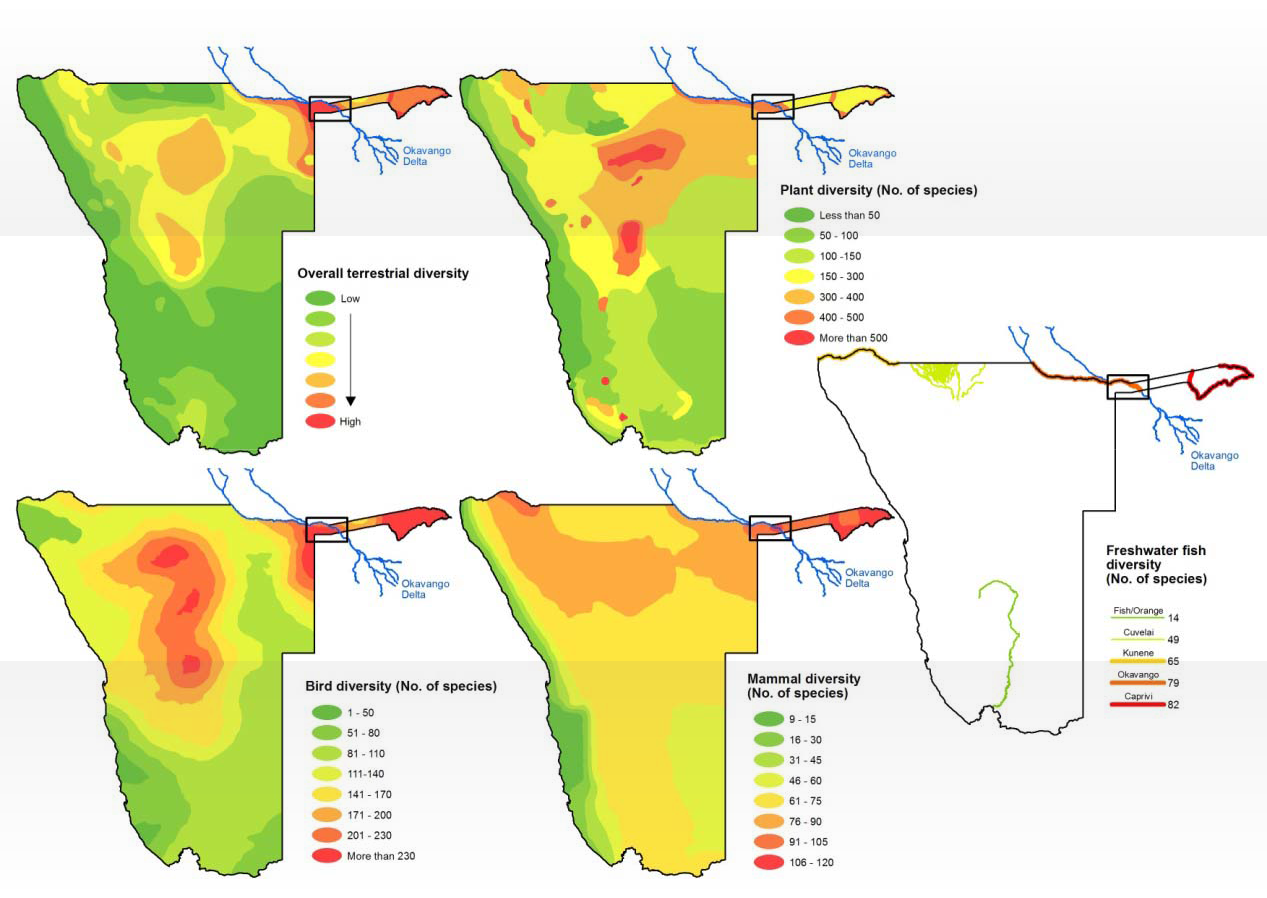 Okavango
Delta
Overall terrestrial diversity
Low
High
Okavango
Delta
Plant diversity (No. of species)
Less than 50
50 - 100
100 -150
150 - 300
300 - 400
400 - 500
More than 500
Okavango
Delta
Freshwater fish
diversity
(No. of species)
Fish/Orange
14
Cuvelai
49
Kunene
65
Okavango
79
Caprivi
82
Okavango
Delta
Bird diversity (No. of species)
1 - 50
51 - 80
81 - 110
111-140
141 - 170
171 - 200
201 - 230
More than 230
Okavango
Delta
Mammal diversity
(No. of species)
9 - 15
16 - 30
31 - 45
46 - 60
61 - 75
76 - 90
91 - 105
106 - 120